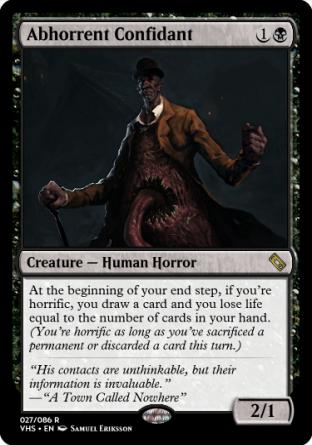 Abhorrent Confidant 1
Creature — Human Horror
At the beginning of your end step, if you're
horrific, you draw a card and you lose life
equal to the number of cards in your hand.
(You're horrific as long as you've sacrificed a
permanent or discarded a card this turn.)
"His contacts are unthinkable, but their
information is invaluable."
—"A Town Called Nowhere"
2/1
027/086 R
VHS • EN Samuel Eriksson